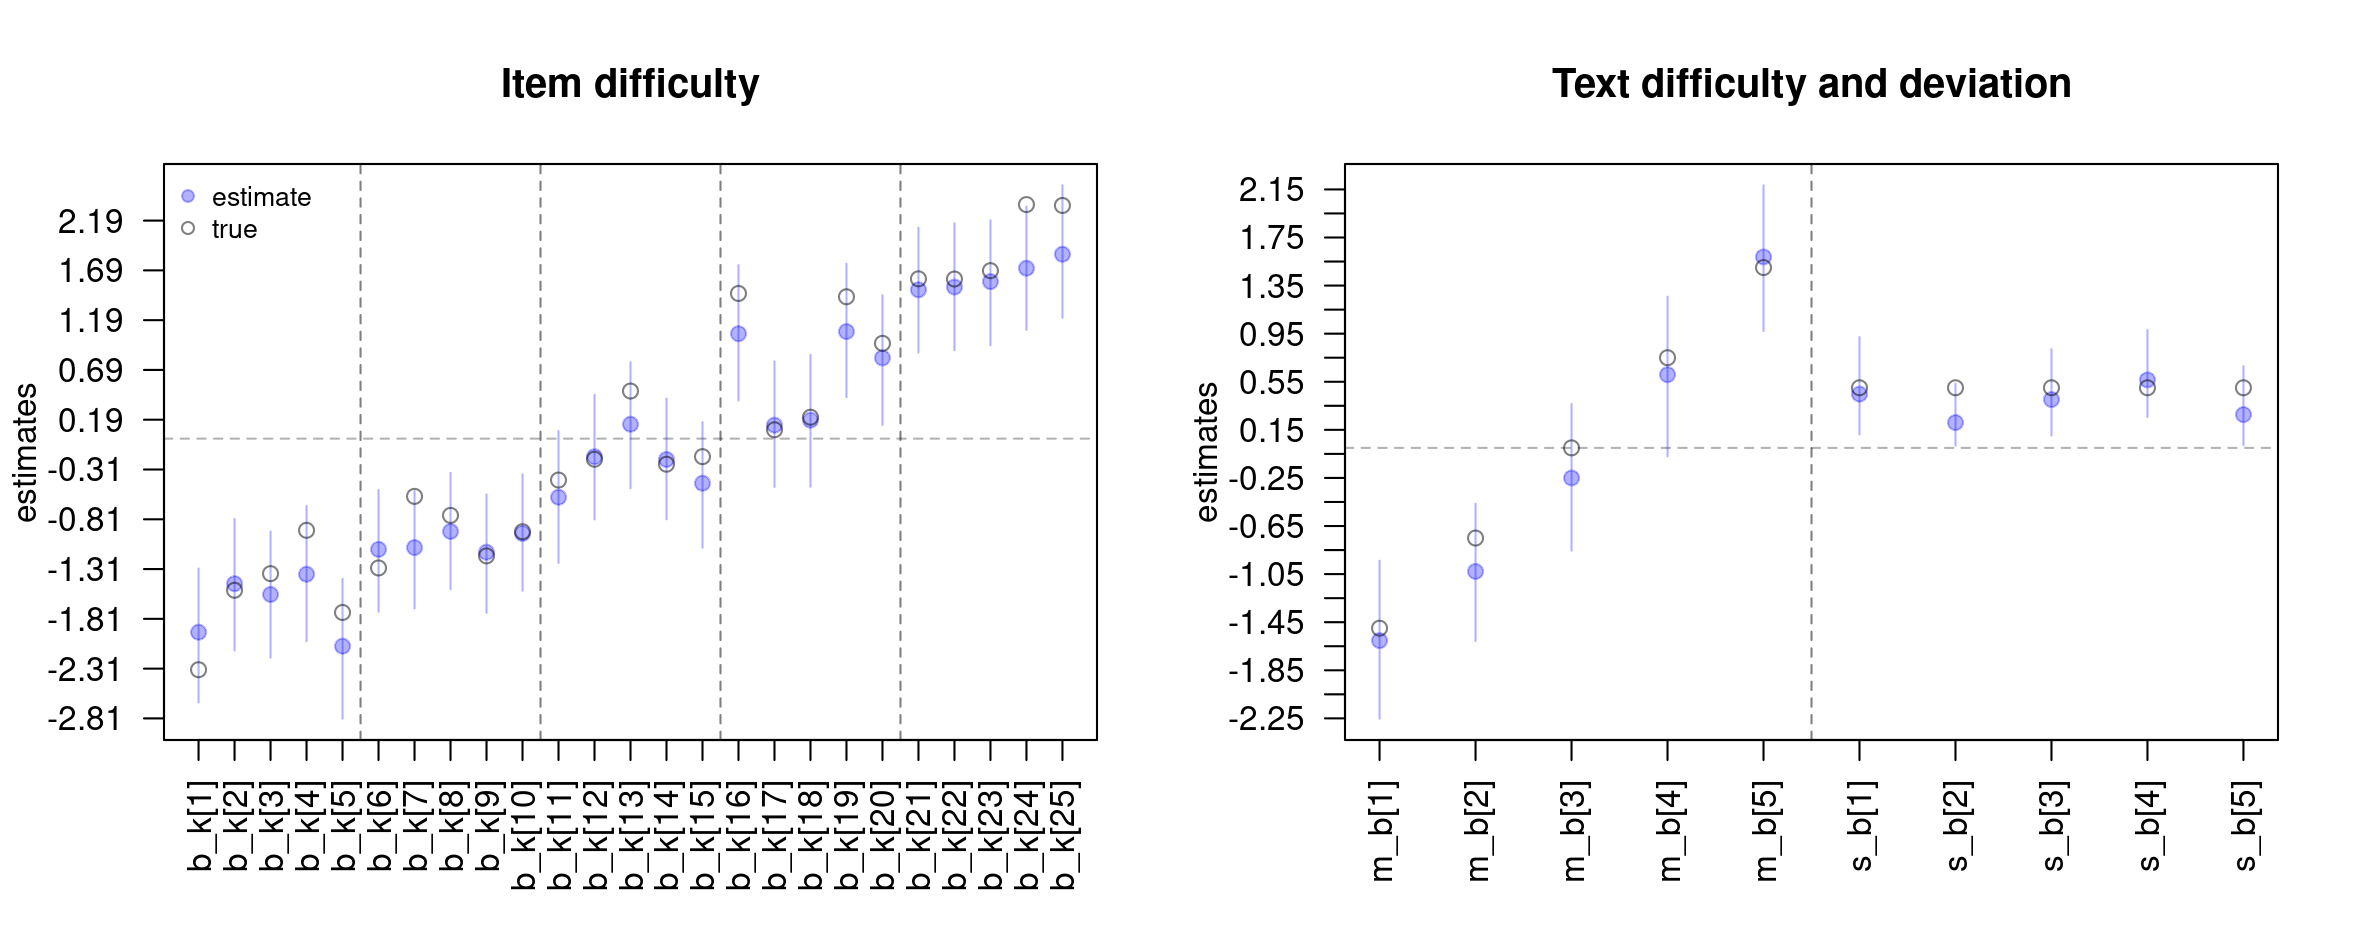 Item difficulty
estimate
true
estimates
2.19
1.69
1.19
0.69
0.19
-0.31
-0.81
-1.31
-1.81
-2.31
-2.81
b_k[1]
b_k[2]
b_k[3]
b_k[4]
b_k[5]
b_k[6]
b_k[7]
b_k[8]
b_k[9]
b_k[10]
b_k[11]
b_k[12]
b_k[13]
b_k[14]
b_k[15]
b_k[16]
b_k[17]
b_k[18]
b_k[19]
b_k[20]
b_k[21]
b_k[22]
b_k[23]
b_k[24]
b_k[25]
Text difficulty and deviation
estimates
2.15
1.75
1.35
0.95
0.55
0.15
-0.25
-0.65
-1.05
-1.45
-1.85
-2.25
m_b[1]
m_b[2]
m_b[3]
m_b[4]
m_b[5]
s_b[1]
s_b[2]
s_b[3]
s_b[4]
s_b[5]